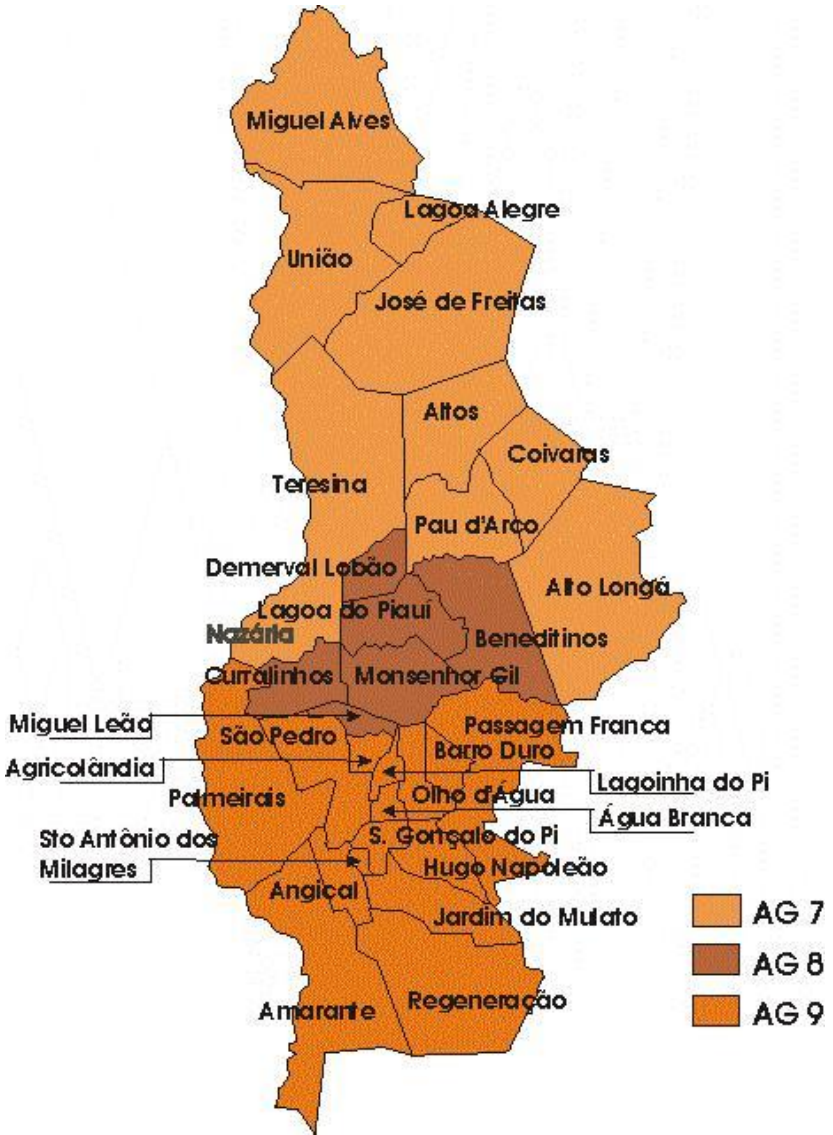 Miguel Alves
Lagoa Alegre
União
José de Freitas
Altos
Coivaras
Teresina
Pau d'Arco
Demerval Lobão
Alto Longá
Lagoa do Piauí
Nazária
Beneditinos
Curralinhos
Monsenhor Gil
Miguel Leão
São Pedro
Passagem Franca
Barro Duro
Agricolândia
Lagoinha do Pi
Palmeirais
Olho d'Água
Água Branca
Sto Antônio dos
Milagres
S. Gonçalo do Pi
Hugo Napoleão
Angical
Jardim do Mulato
Amarante
Regeneração
AG 7
AG 8
AG 9